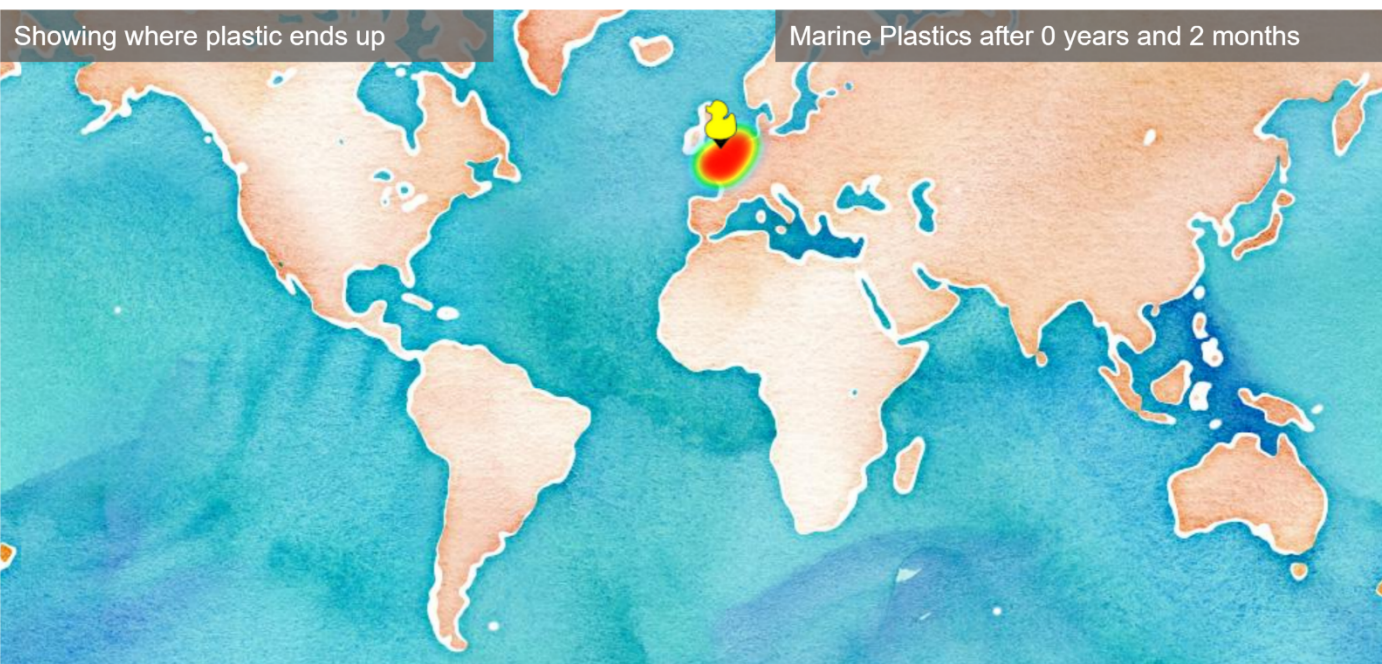 Showing where plastic ends up
Marine Plastics after 0 years and 2 months